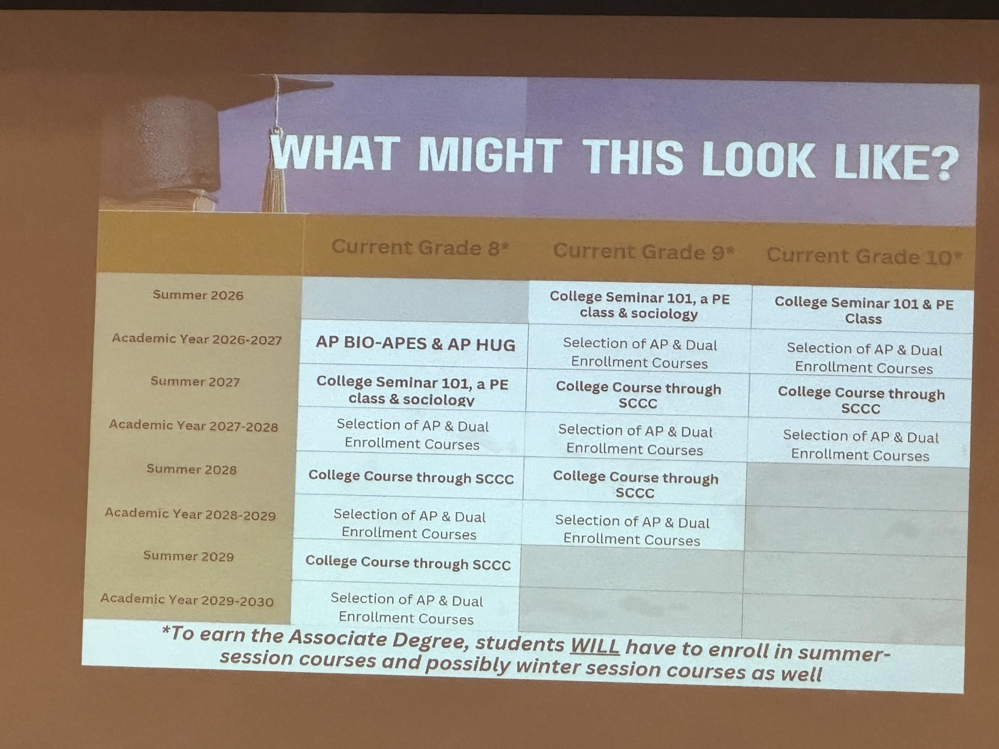 WHAT MIGHT THIS LOOK LIKE?
Current Grade 8* Current Grade 9* Current Grade 10*
Summer 2026
College Seminar 101, a PE
class & sociology
College Seminar 101 & PE
Class
Academic Year 2026-2027
AP BIO-APES & AP HUG
Selection of AP & Dual
Enrollment Courses
Selection of AP & Dual
Enrollment Courses
Summer 2027
College Seminar 101, a PE
class & sociology
College Course through
SCCC
College Course through
SCCC
Academic Year 2027-2028
Selection of AP & Dual
Enrollment Courses
Selection of AP & Dual
Enrollment Courses
Selection of AP & Dual
Enrollment Courses
Summer 2028
College Course through SCCC
College Course through
SCCC
Academic Year 2028-2029
Selection of AP & Dual
Enrollment Courses
Selection of AP & Dual
Enrollment Courses
Summer 2029
College Course through SCCC
Academic Year 2029-2030
Selection of AP & Dual
Enrollment Courses
*To earn the Associate Degree, students WILL have to enroll in summer-
session courses and possibly winter session courses as well